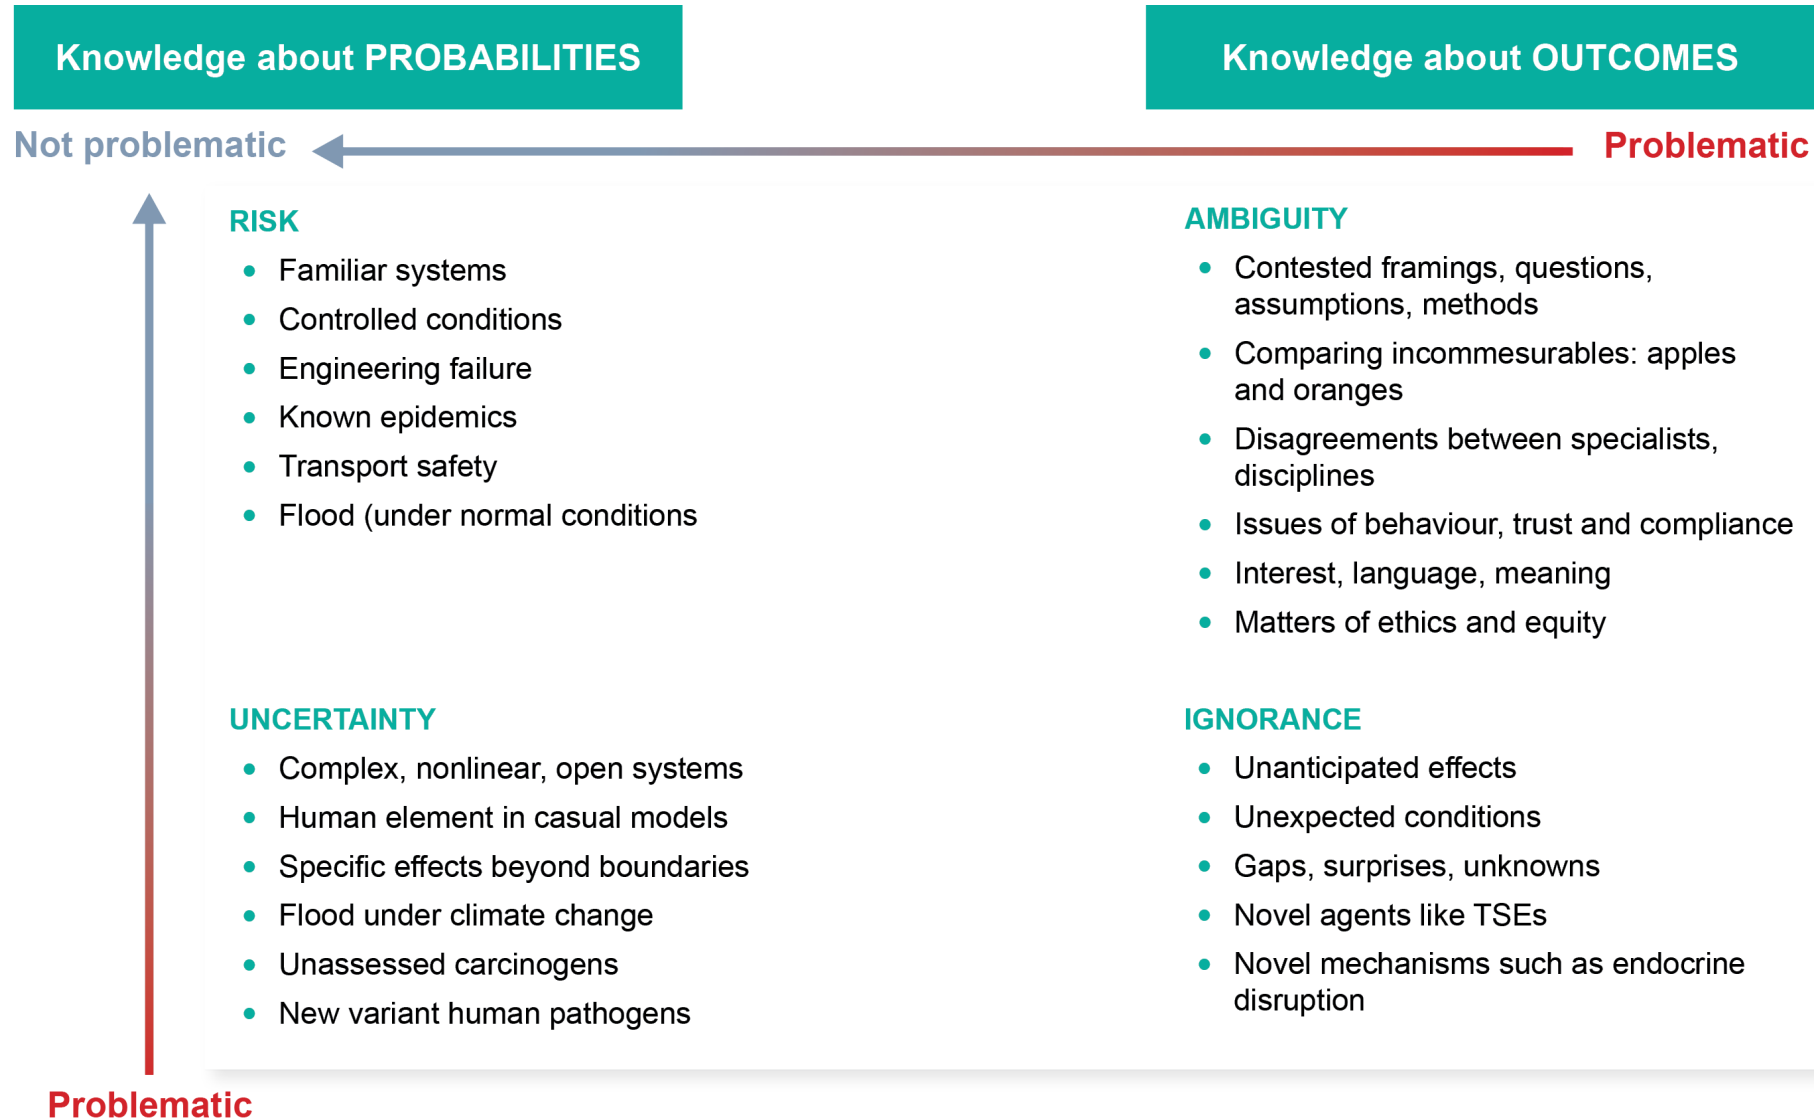 Knowledge about PROBABILITIES
Knowledge about OUTCOMES
Not problematic
Problematic
RISK
• Familiar systems
• Controlled conditions
• Engineering failure
• Known epidemics
• Transport safety
• Flood (under normal conditions
AMBIGUITY
• Contested framings, questions,
assumptions, methods
• Comparing incommesurables: apples
and oranges
• Disagreements between specialists,
disciplines
• Issues of behaviour, trust and compliance
• Interest, language, meaning
• Matters of ethics and equity
UNCERTAINTY
• Complex, nonlinear, open systems
• Human element in casual models
• Specific effects beyond boundaries
• Flood under climate change
• Unassessed carcinogens
• New variant human pathogens
IGNORANCE
• Unanticipated effects
• Unexpected conditions
• Gaps, surprises, unknowns
• Novel agents like TSEs
• Novel mechanisms such as endocrine
disruption
Problematic